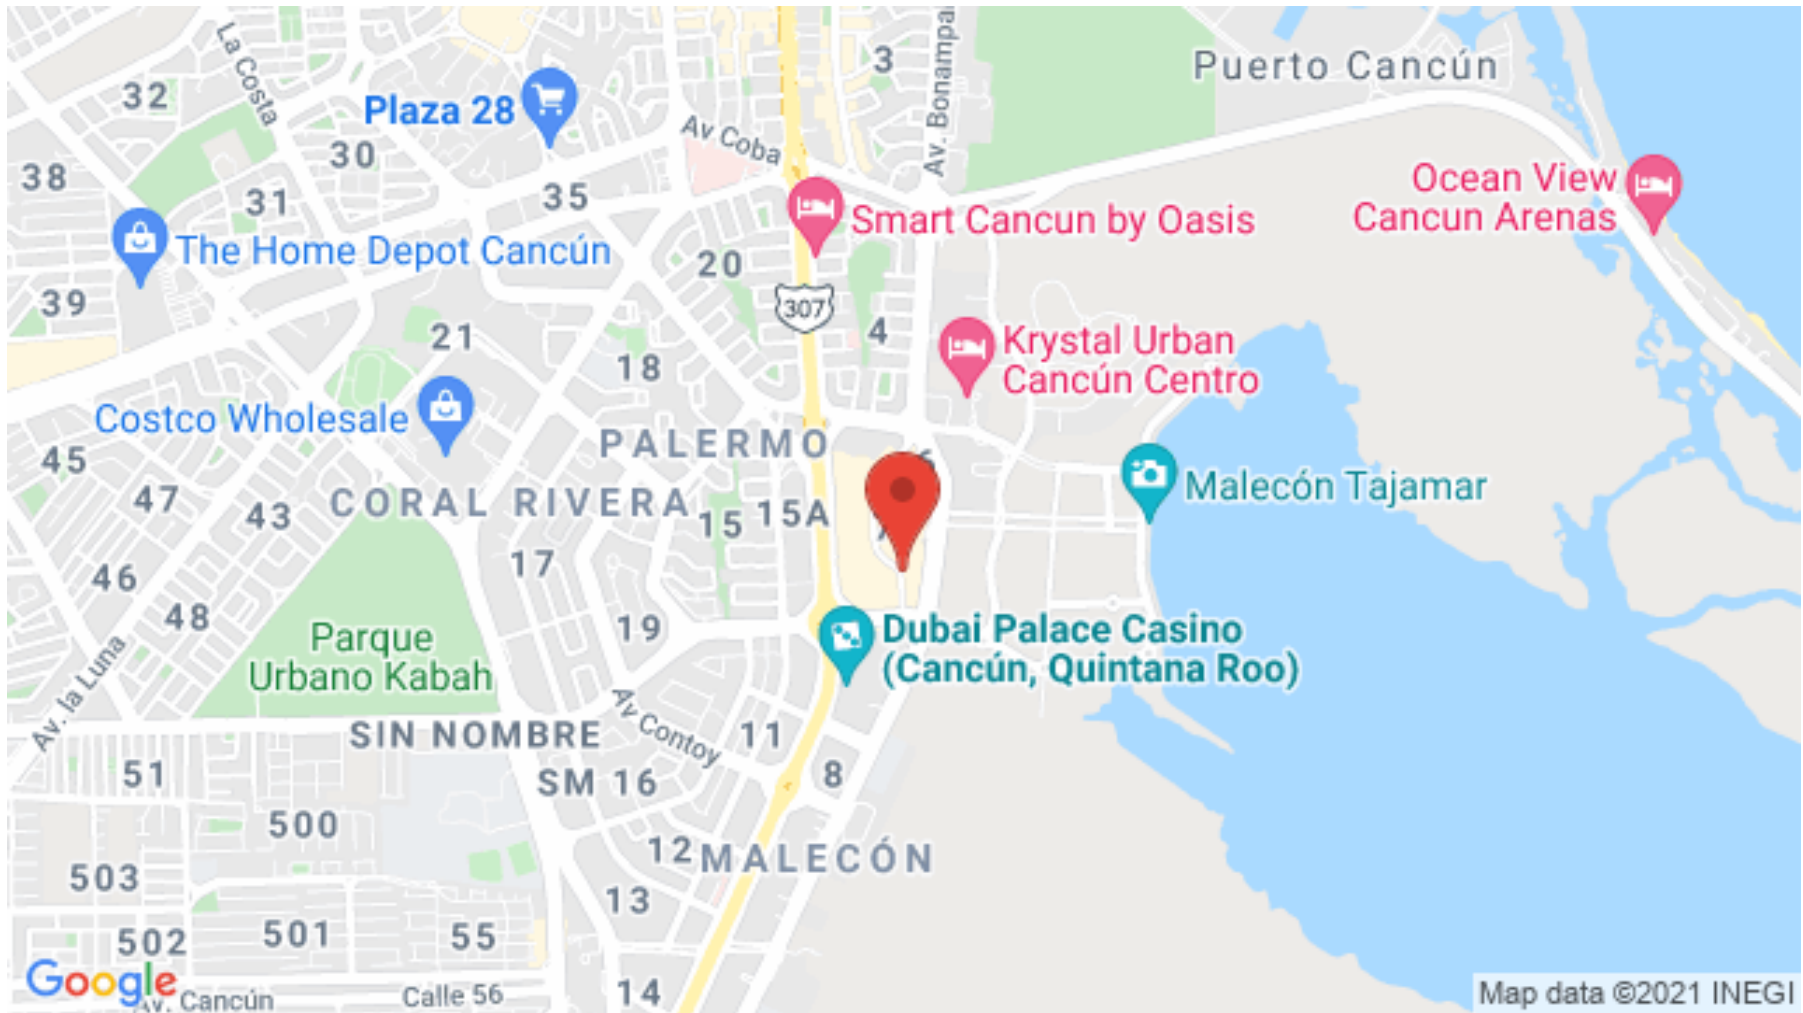 La Costa
3
Av. Bonampa
Puerto Cancún
32
Plaza 28
Av Coba
30
38
31
35
Ocean View
Cancun Arenas
Smart Cancun by Oasis
The Home Depot Cancún
20
39
307
21
4
18
Krystal Urban
Cancún Centro
Costco Wholesale
PALERMO
45
6
47
43
CORAL RIVERA
15
15A
Malecón Tajamar
17
46
48
19
Parque
Urbano Kabah
Dubai Palace Casino
(Cancún, Quintana Roo)
Av. la Luna
SIN NOMBRE
Av Contoy
11
51
SM 16
8
500
12
MALECÓN
503
13
502
501
55
Google
Av. Cancún
Calle 56
14
Map data ©2021 INEGI